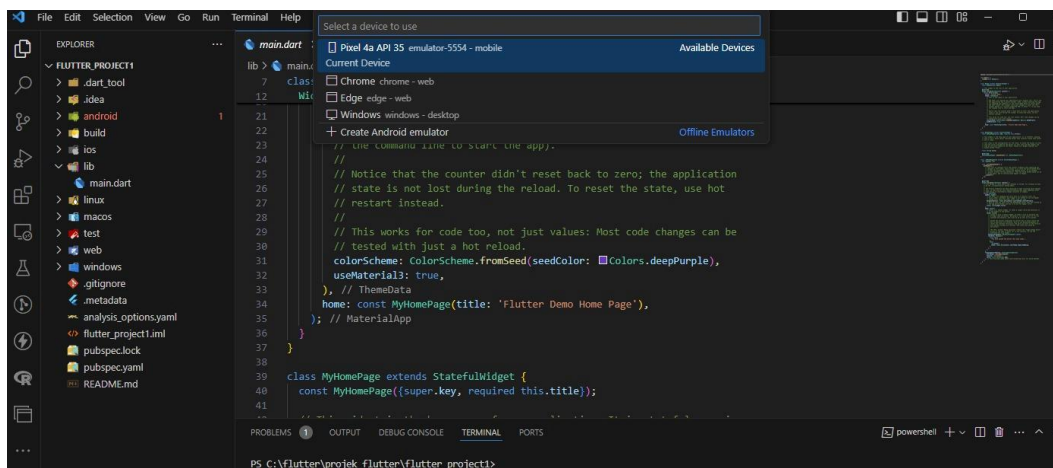 File Edit Selection View Go Run Terminal Help
Select a device to use
Pixel 4a API 35 emulator-5554 - mobile Available Devices
Current Device
Chrome chrome - web
Edge edge - web
Windows windows - desktop
+ Create Android emulator Offline Emulators
EXPLORER
FLUTTER_PROJECT1
.dart_tool
.idea
android 1
build
ios
lib
main.dart
linux
macos
test
web
windows
.gitignore
.metadata
analysis_options.yaml
flutter_project1.iml
pubspec.lock
pubspec.yaml
README.md
main.dart
lib > main.
7 class
12 Wid
21
22
23 // the command line to start the app).
24 //
25 // Notice that the counter didn't reset back to zero; the application
26 // state is not lost during the reload. To reset the state, use hot
27 // restart instead.
28 //
29 // This works for code too, not just values: Most code changes can be
30 // tested with just a hot reload.
31 colorScheme: ColorScheme.fromSeed(seedColor: Colors.deepPurple),
32 useMaterial3: true,
33 ), // ThemeData
34 home: const MyHomePage(title: 'Flutter Demo Home Page'),
35 ); // MaterialApp
36 }
37 }
38
39 class MyHomePage extends StatefulWidget {
40 const MyHomePage({super.key, required this.title});
41
PROBLEMS 1 OUTPUT DEBUG CONSOLE TERMINAL PORTS
powershell
PS C:\flutter\projek flutter\flutter project1>